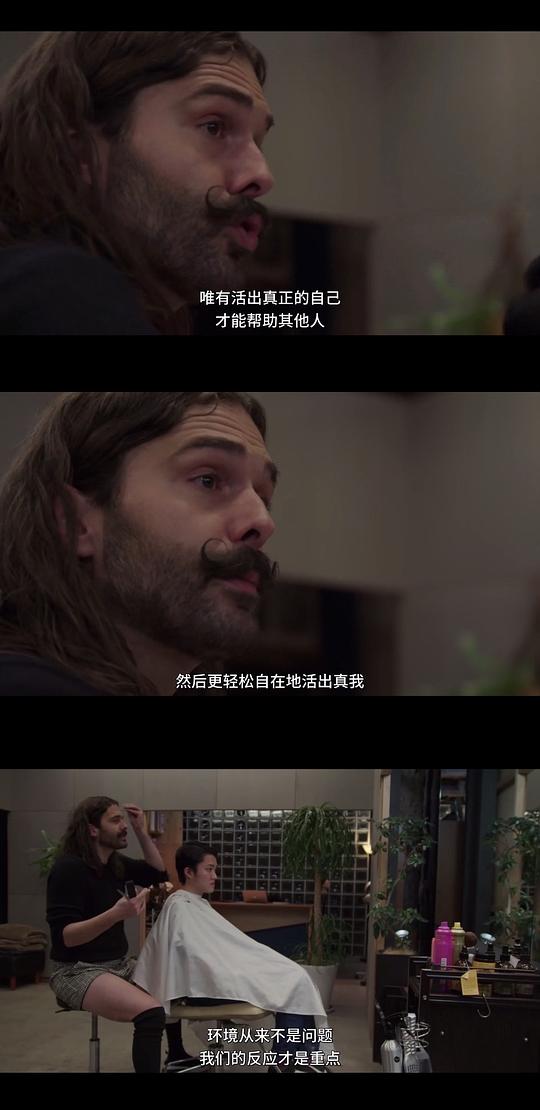 唯有活出真正的自己
才能帮助其他人
然后更轻松自在地活出真我
环境从来不是问题
我们的反应才是重点